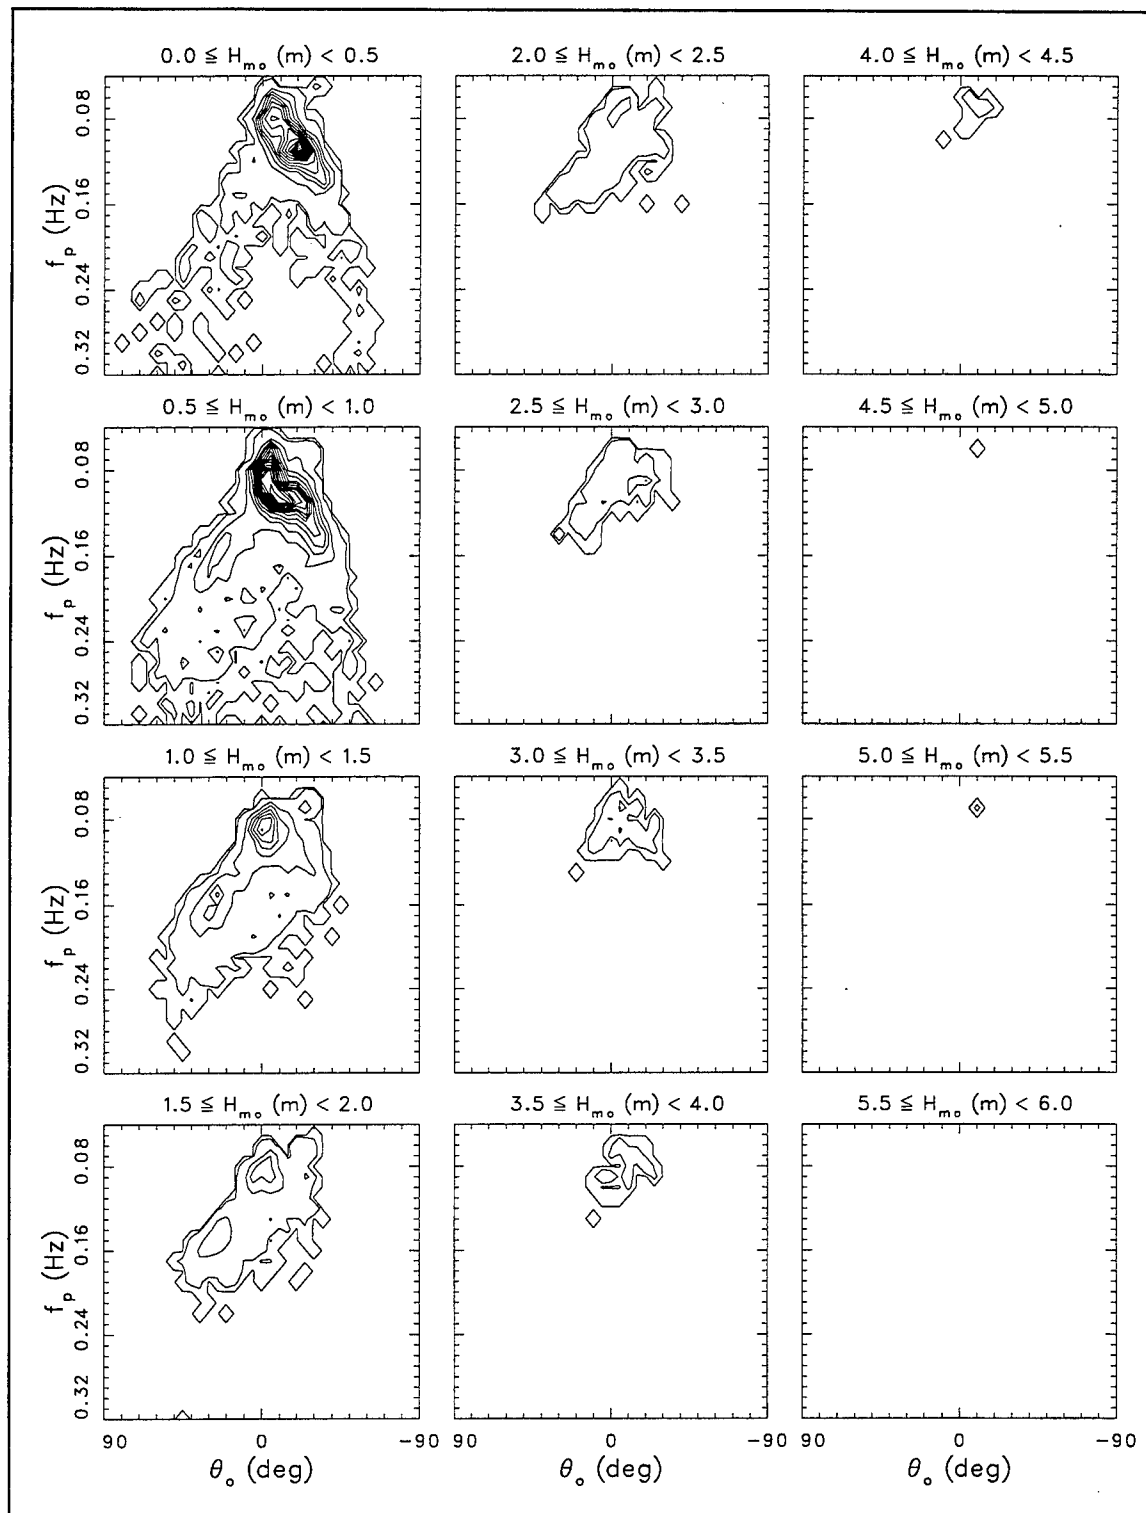 0.0 ≦ Hmo (m) < 0.5
2.0 ≦ Hmo (m) < 2.5
4.0 ≦ Hmo (m) < 4.5
fp (Hz)
0.08
0.16
0.24
0.32
0.5 ≦ Hmo (m) < 1.0
2.5 ≦ Hmo (m) < 3.0
4.5 ≦ Hmo (m) < 5.0
fp (Hz)
0.08
0.16
0.24
0.32
1.0 ≦ Hmo (m) < 1.5
3.0 ≦ Hmo (m) < 3.5
5.0 ≦ Hmo (m) < 5.5
fp (Hz)
0.08
0.16
0.24
0.32
1.5 ≦ Hmo (m) < 2.0
3.5 ≦ Hmo (m) < 4.0
5.5 ≦ Hmo (m) < 6.0
fp (Hz)
0.08
0.16
0.24
0.32
90 0 -90
90 0 -90
90 0 -90
θo (deg)
θo (deg)
θo (deg)